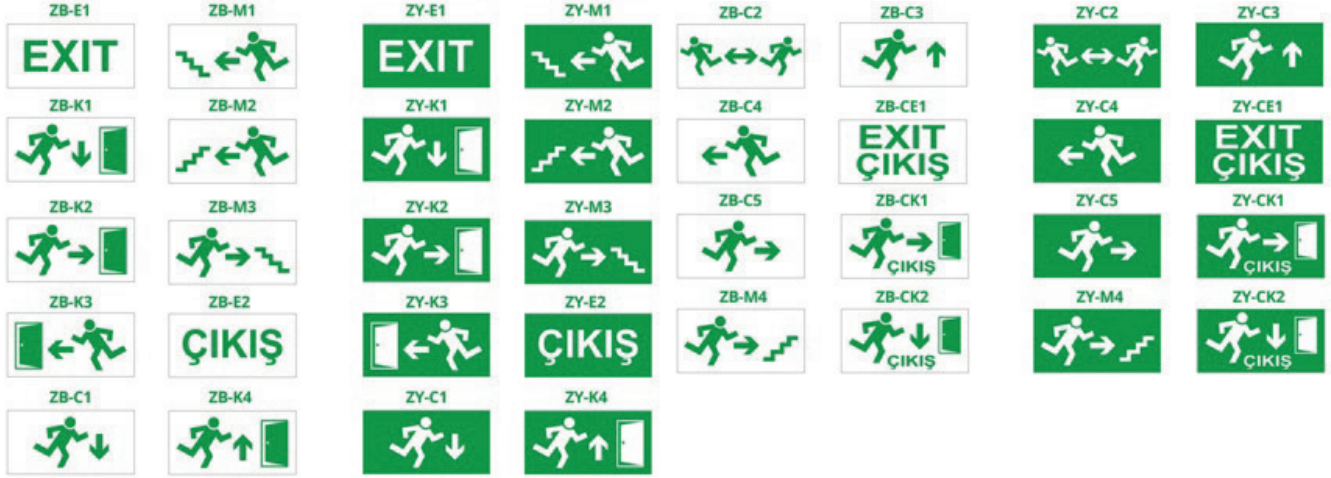 ZB-E1 ZB-M1 ZY-E1 ZY-M1 ZB-C2 ZB-C3 ZY-C2 ZY-C3
EXIT EXIT
ZB-K1 ZB-M2 ZY-K1 ZY-M2 ZB-C4 ZB-CE1 ZY-C4 ZY-CE1
EXIT EXIT
ÇIKIŞ ÇIKIŞ
ZB-K2 ZB-M3 ZY-K2 ZY-M3 ZB-C5 ZB-CK1 ZY-C5 ZY-CK1
ÇIKIŞ ÇIKIŞ
ZB-K3 ZB-E2 ZY-K3 ZY-E2 ZB-M4 ZB-CK2 ZY-M4 ZY-CK2
ÇIKIŞ ÇIKIŞ ÇIKIŞ ÇIKIŞ
ZB-C1 ZB-K4 ZY-C1 ZY-K4